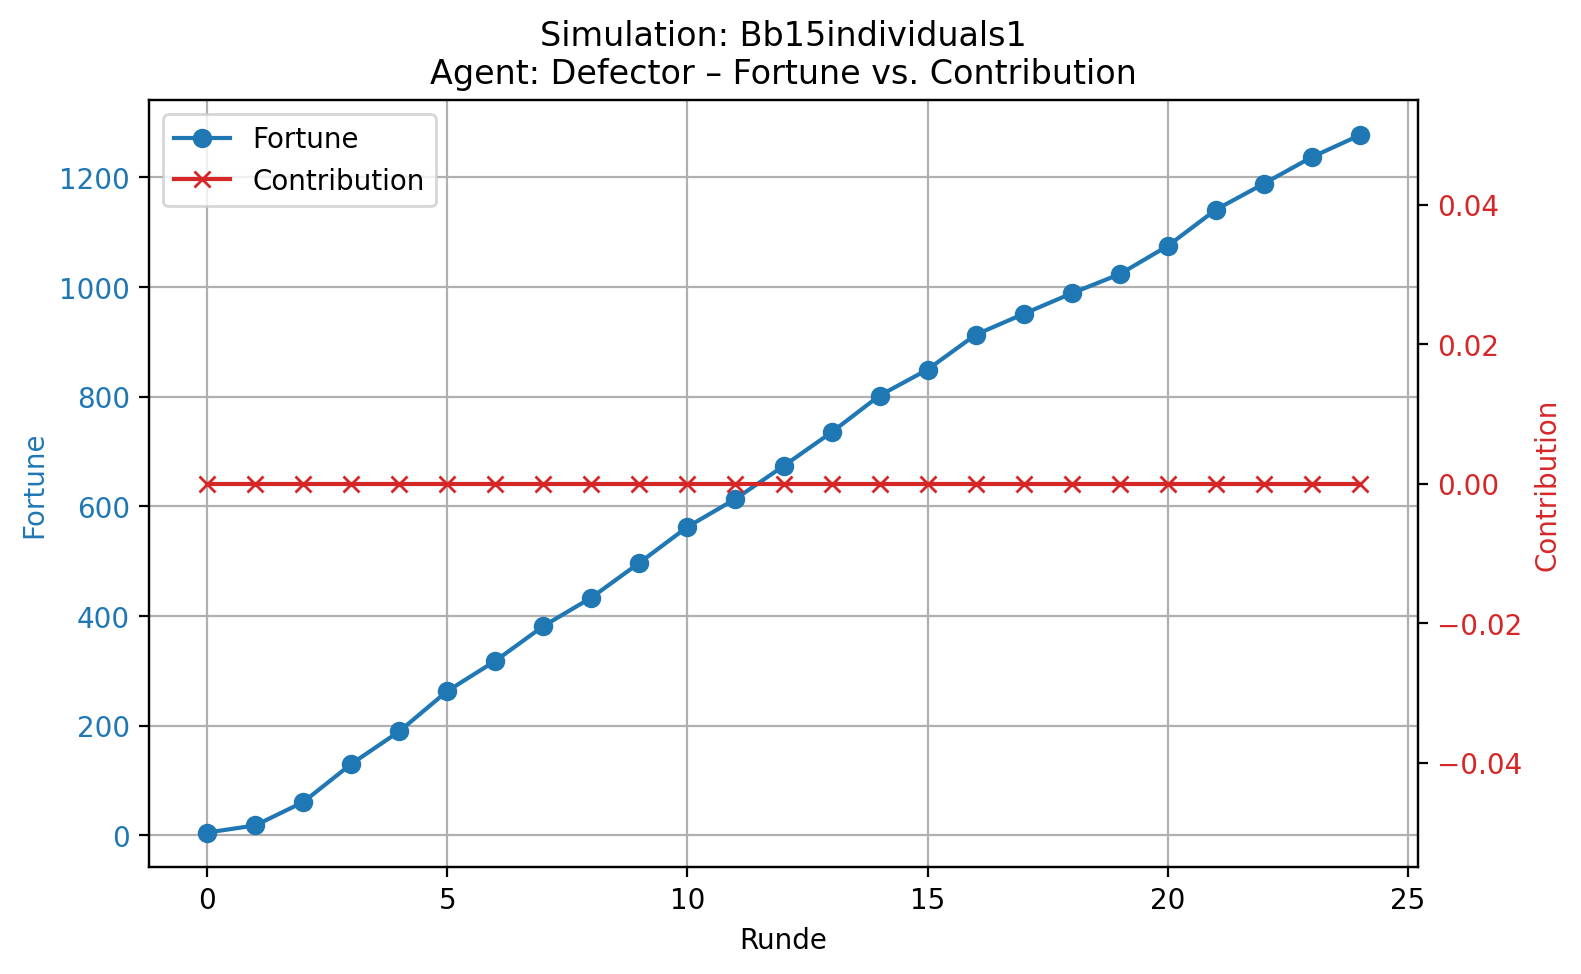 Simulation: Bb15individuals1
Agent: Defector – Fortune vs. Contribution
Fortune
Contribution
1200
1000
800
600
400
200
0
Fortune
0.04
0.02
0.00
−0.02
−0.04
Contribution
0
5
10
15
20
25
Runde